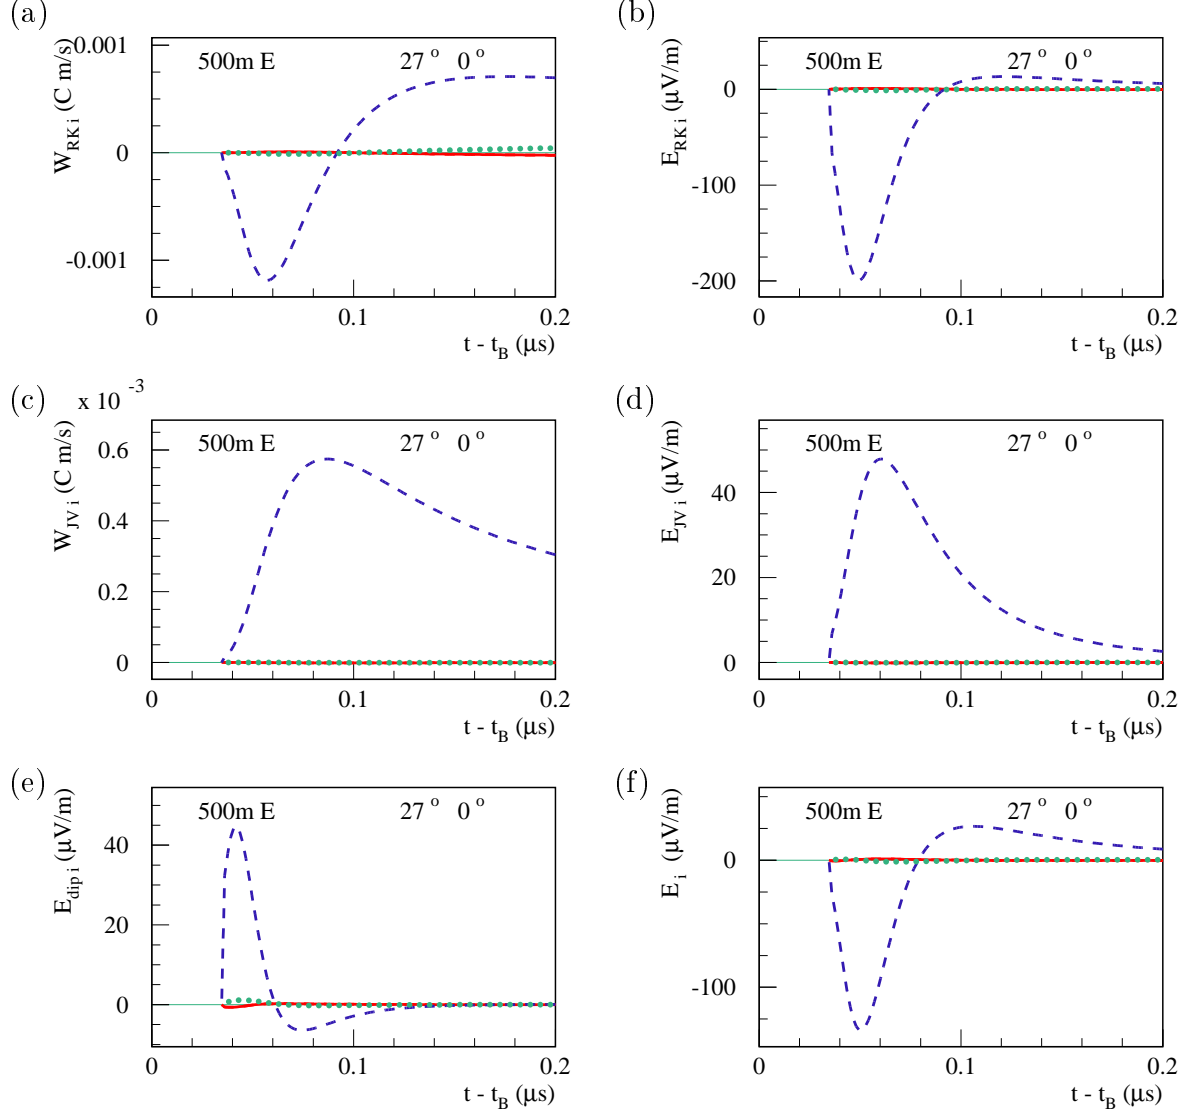 (a)
W_RK i (C m/s)
0.001
0
-0.001
500m E 27 ° 0 °
0 0.1 0.2
t - t_B (μs)
(b)
E_RK i (μV/m)
0
-100
-200
500m E 27 ° 0 °
0 0.1 0.2
t - t_B (μs)
(c)
x 10 ^-3
W_JV i (C m/s)
0.6
0.4
0.2
0
500m E 27 ° 0 °
0 0.1 0.2
t - t_B (μs)
(d)
E_JV i (μV/m)
40
20
0
500m E 27 ° 0 °
0 0.1 0.2
t - t_B (μs)
(e)
E_dip i (μV/m)
40
20
0
500m E 27 ° 0 °
0 0.1 0.2
t - t_B (μs)
(f)
E_i (μV/m)
0
-100
500m E 27 ° 0 °
0 0.1 0.2
t - t_B (μs)